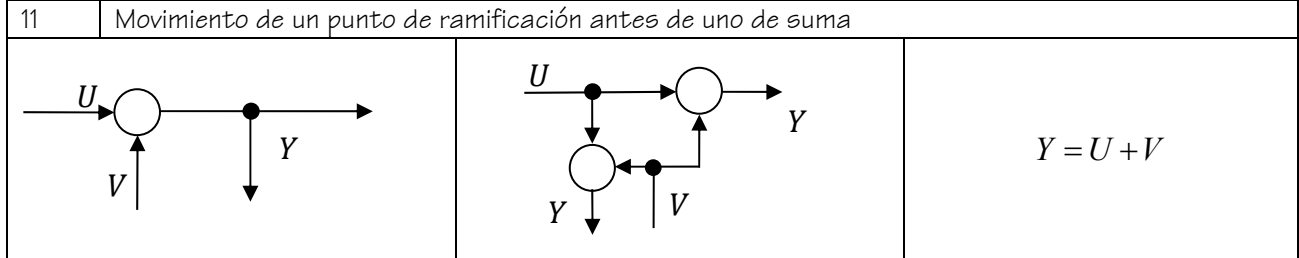 11 Movimiento de un punto de ramificación antes de uno de suma
U
Y
V
U
Y
Y
V
Y = U + V